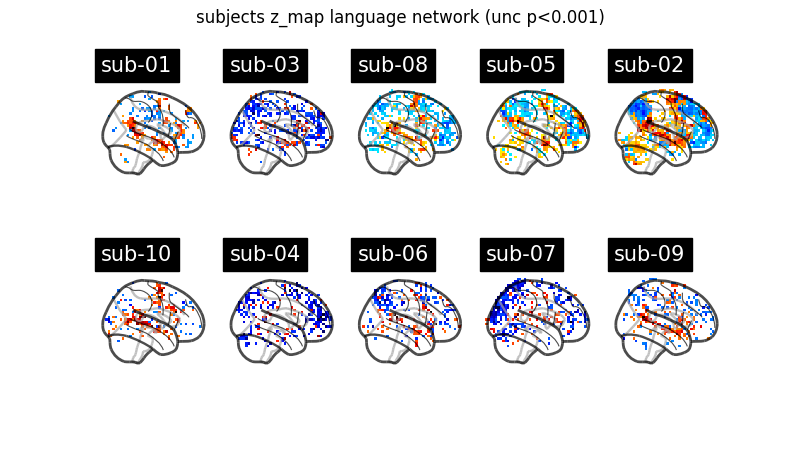 subjects z_map language network (unc p<0.001)
sub-01 sub-03 sub-08 sub-05 sub-02
sub-10 sub-04 sub-06 sub-07 sub-09